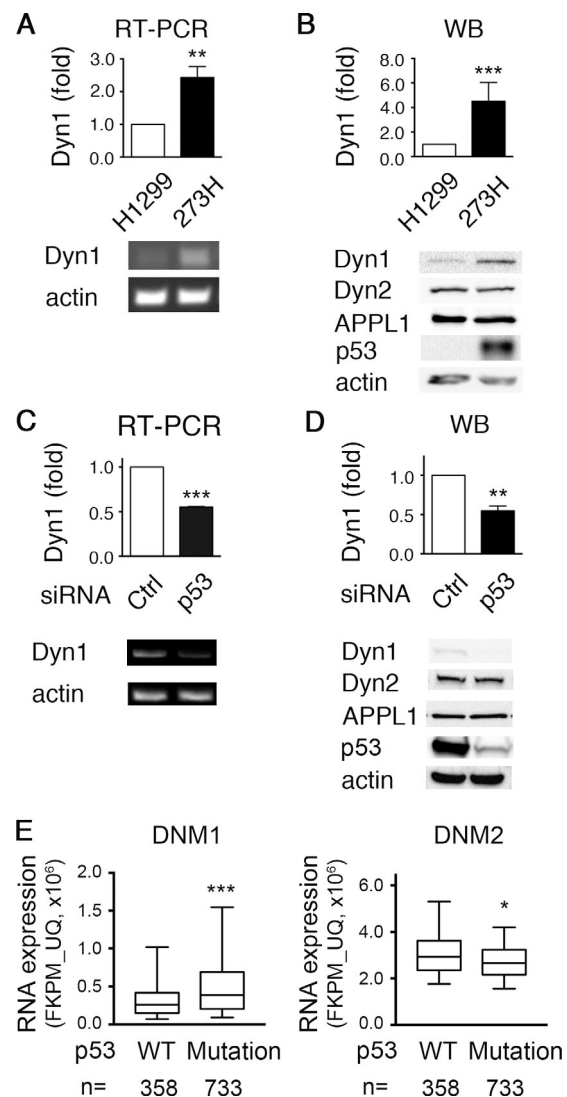 A RT-PCR
**
3.0
2.0
1.0
0.0
Dyn1 (fold)
H1299 273H
Dyn1
actin
B WB
***
8.0
6.0
4.0
2.0
0.0
Dyn1 (fold)
H1299 273H
Dyn1
Dyn2
APPL1
p53
actin
C RT-PCR
***
1.0
0.5
0.0
Dyn1 (fold)
siRNA Ctrl p53
Dyn1
actin
D WB
**
1.0
0.5
0.0
Dyn1 (fold)
siRNA Ctrl p53
Dyn1
Dyn2
APPL1
p53
actin
E DNM1
***
2.0
1.5
1.0
0.5
0.0
RNA expression
(FKPM_UQ, x10⁶)
p53 WT Mutation
n= 358 733
DNM2
*
6.0
4.0
2.0
0.0
RNA expression
(FKPM_UQ, x10⁶)
WT Mutation
358 733